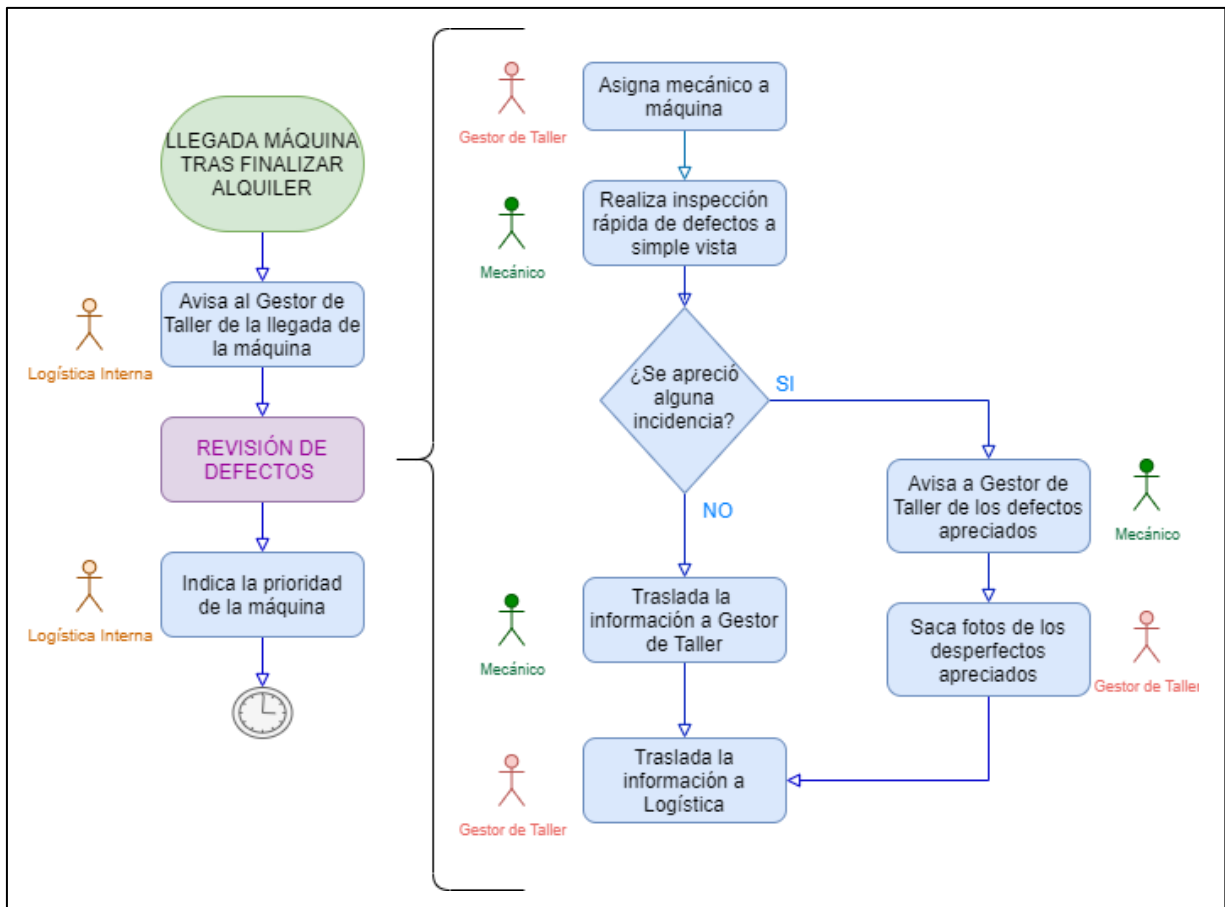 LLEGADA MÁQUINA
TRAS FINALIZAR
ALQUILER
Avisa al Gestor de
Taller de la llegada de
la máquina
Logística Interna
REVISIÓN DE
DEFECTOS
Indica la prioridad
de la máquina
Logística Interna
Asigna mecánico a
máquina
Gestor de Taller
Realiza inspección
rápida de defectos a
simple vista
Mecánico
¿Se apreció
alguna
incidencia?
SI
NO
Avisa a Gestor de
Taller de los defectos
apreciados
Mecánico
Traslada la
información a Gestor
de Taller
Mecánico
Saca fotos de los
desperfectos
apreciados
Gestor de Taller
Traslada la
información a
Logística
Gestor de Taller